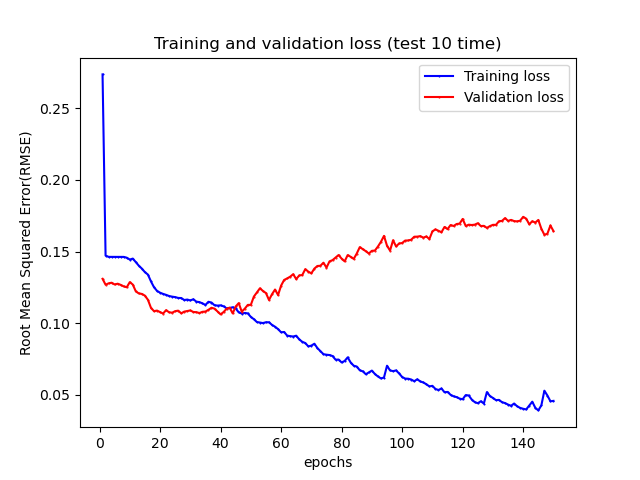 Training and validation loss (test 10 time)
Training loss
Validation loss
0.25
0.20
0.15
0.10
0.05
Root Mean Squared Error(RMSE)
0 20 40 60 80 100 120 140
epochs